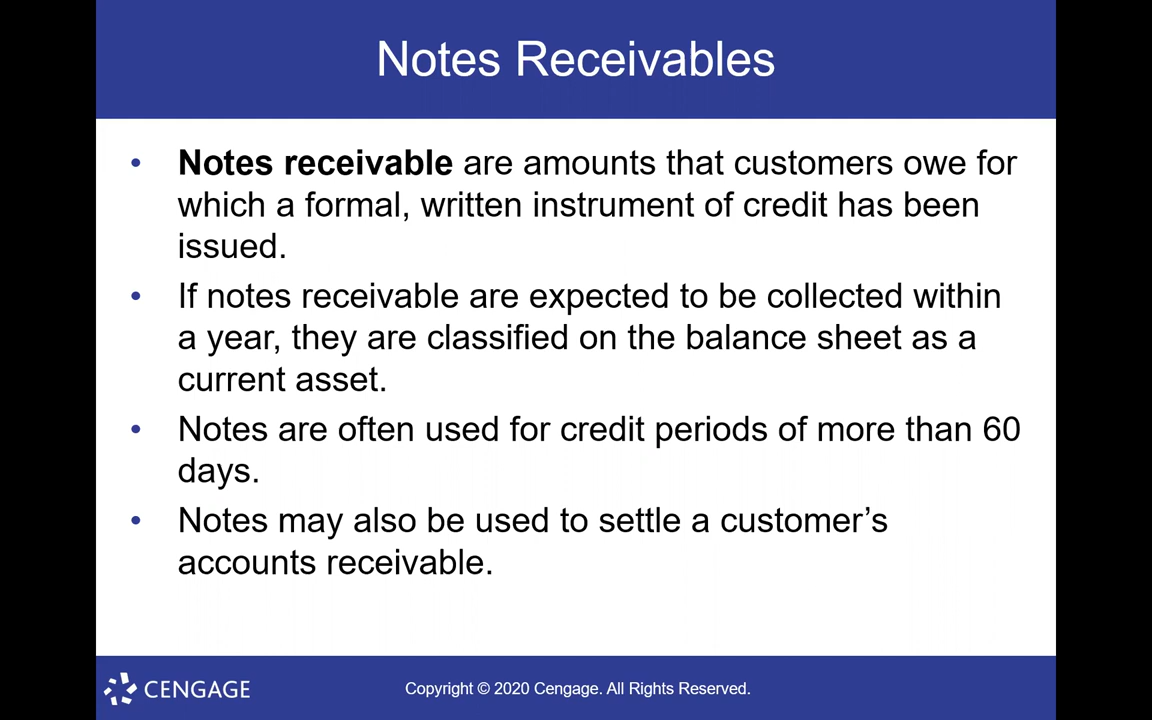 Notes Receivables
• Notes receivable are amounts that customers owe for
which a formal, written instrument of credit has been
issued.
• If notes receivable are expected to be collected within
a year, they are classified on the balance sheet as a
current asset.
• Notes are often used for credit periods of more than 60
days.
• Notes may also be used to settle a customer’s
accounts receivable.
CENGAGE
Copyright © 2020 Cengage. All Rights Reserved.